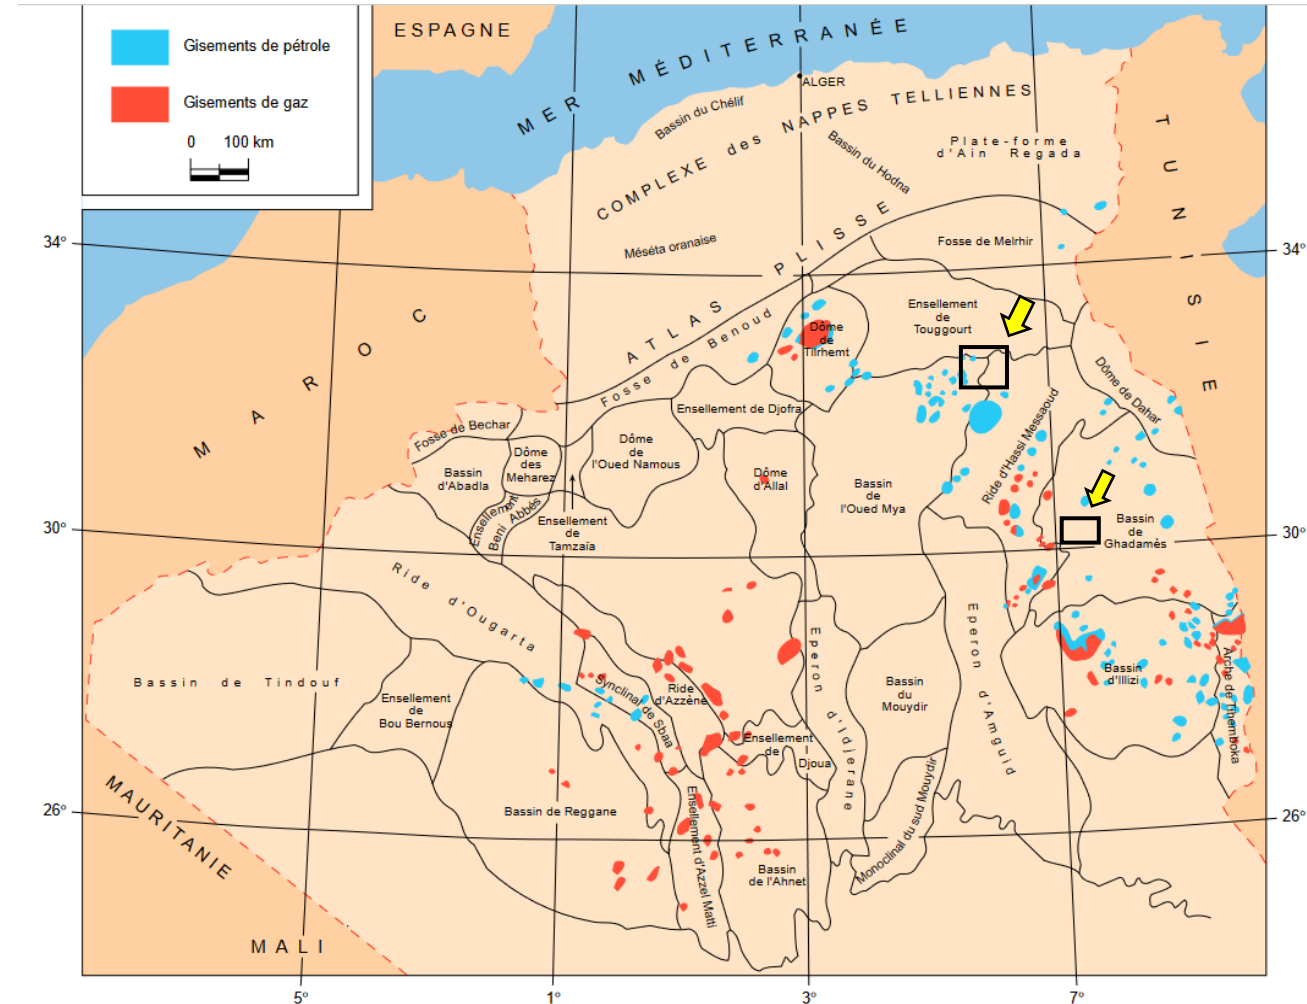 Gisements de pétrole
Gisements de gaz
0 100 km
ESPAGNE
MER MÉDITERRANÉE
ALGER
Bassin du Chélif
COMPLEXE des NAPPES TELLIENNES
Bassin du Hodna
Plate-forme
d'Ain Regada
TUNISIE
MAROC
Méséta oranaise
ATLAS PLISSE
Fosse de Melrhir
34°
34°
Fosse de Benoud
Dôme
de
Tilrhemt
Ensellement
de
Touggourt
Dôme de Dahar
Ensellement de Djofra
Fosse de Bechar
Bassin
d'Abadla
Dôme
des
Meharez
Dôme
de
l'Oued Namous
Dôme
d'Allal
Bassin
de
l'Oued Mya
Ride d'Hassi Messaoud
Ensellement
Beni Abbés
Ensellement
de
Tamzaïa
Bassin
de
Ghadamès
30°
30°
Ride d'Ougarta
Bassin de Tindouf
Ensellement
de
Bou Bernous
Synclinal de Sbaa
Ride
d'Azzène
Ensellement
de
Djoua
Eperon d'Idjerane
Bassin
du
Mouydir
Eperon d'Amguid
Bassin
d'Illizi
Arche de Tihemboka
MAURITANIE
26°
26°
Bassin de Reggane
Ensellement d'Azzel Matti
Bassin
de l'Ahnet
Monoclinal du sud Mouydir
MALI
5°
1°
3°
7°